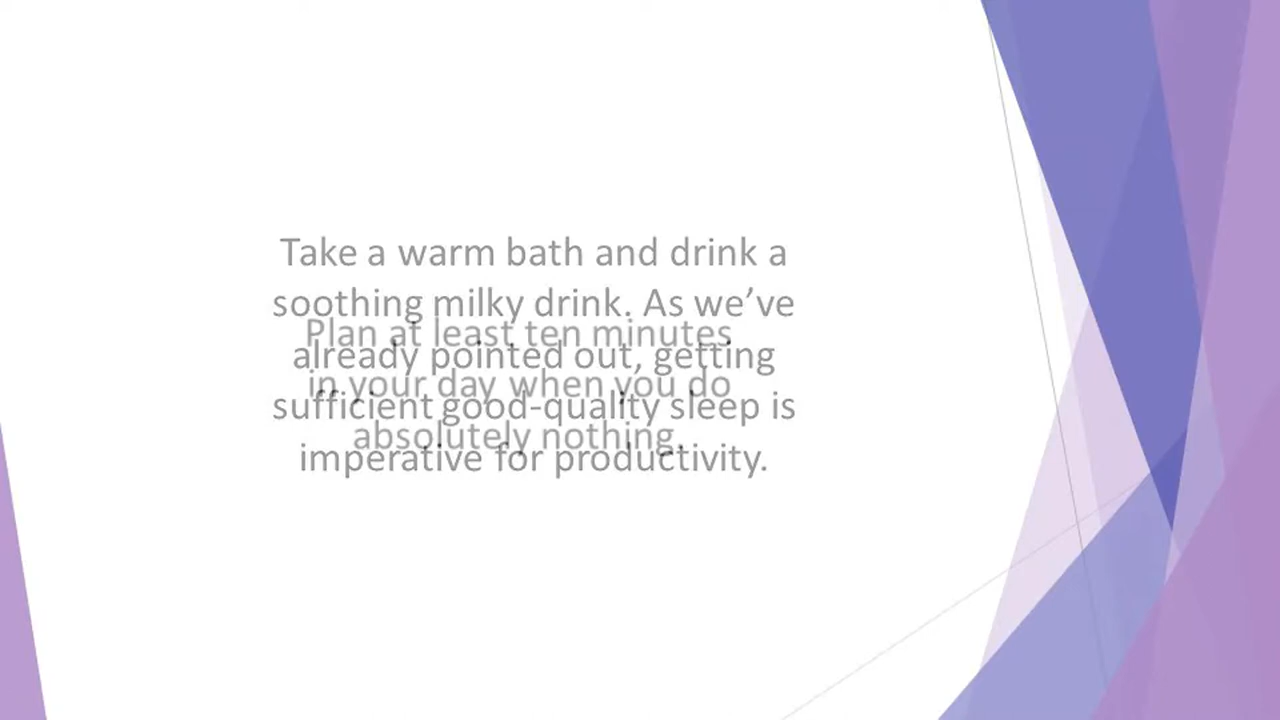 Take a warm bath and drink a
soothing milky drink. As we’ve
already pointed out, getting
sufficient good-quality sleep is
imperative for productivity.
Plan at least ten minutes
in your day when you do
absolutely nothing.